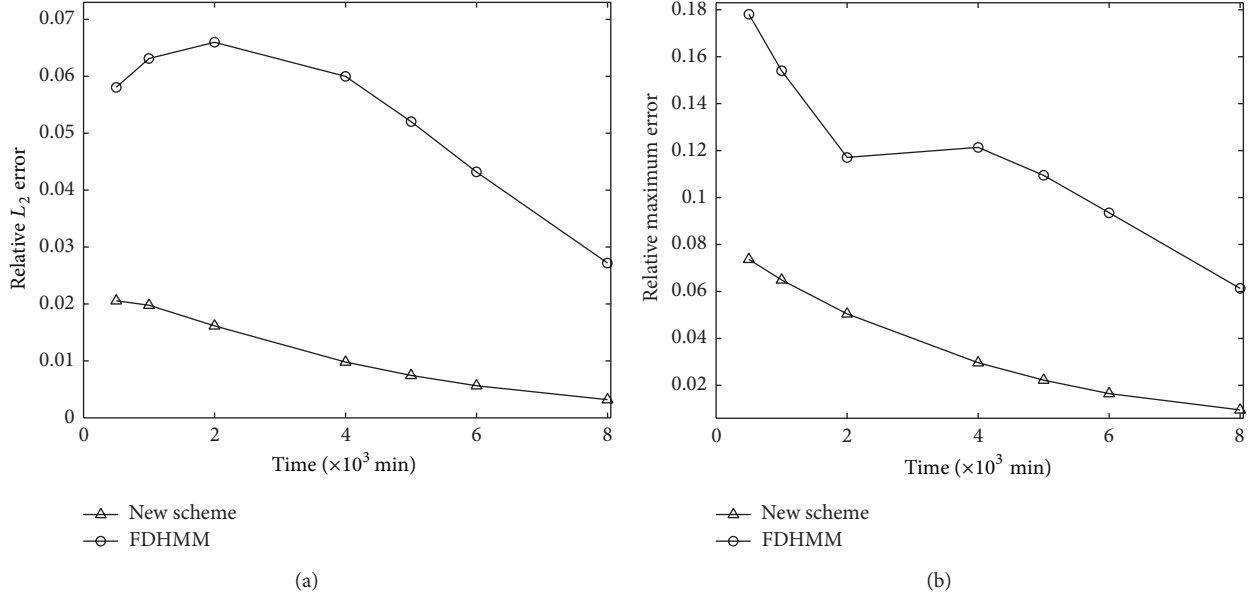 0.07
0.06
0.05
0.04
0.03
0.02
0.01
0
0
2
4
6
8
Relative L₂ error
Time (×10³ min)
New scheme
FDHMM
(a)
0.18
0.16
0.14
0.12
0.1
0.08
0.06
0.04
0.02
0
2
4
6
8
Relative maximum error
Time (×10³ min)
New scheme
FDHMM
(b)